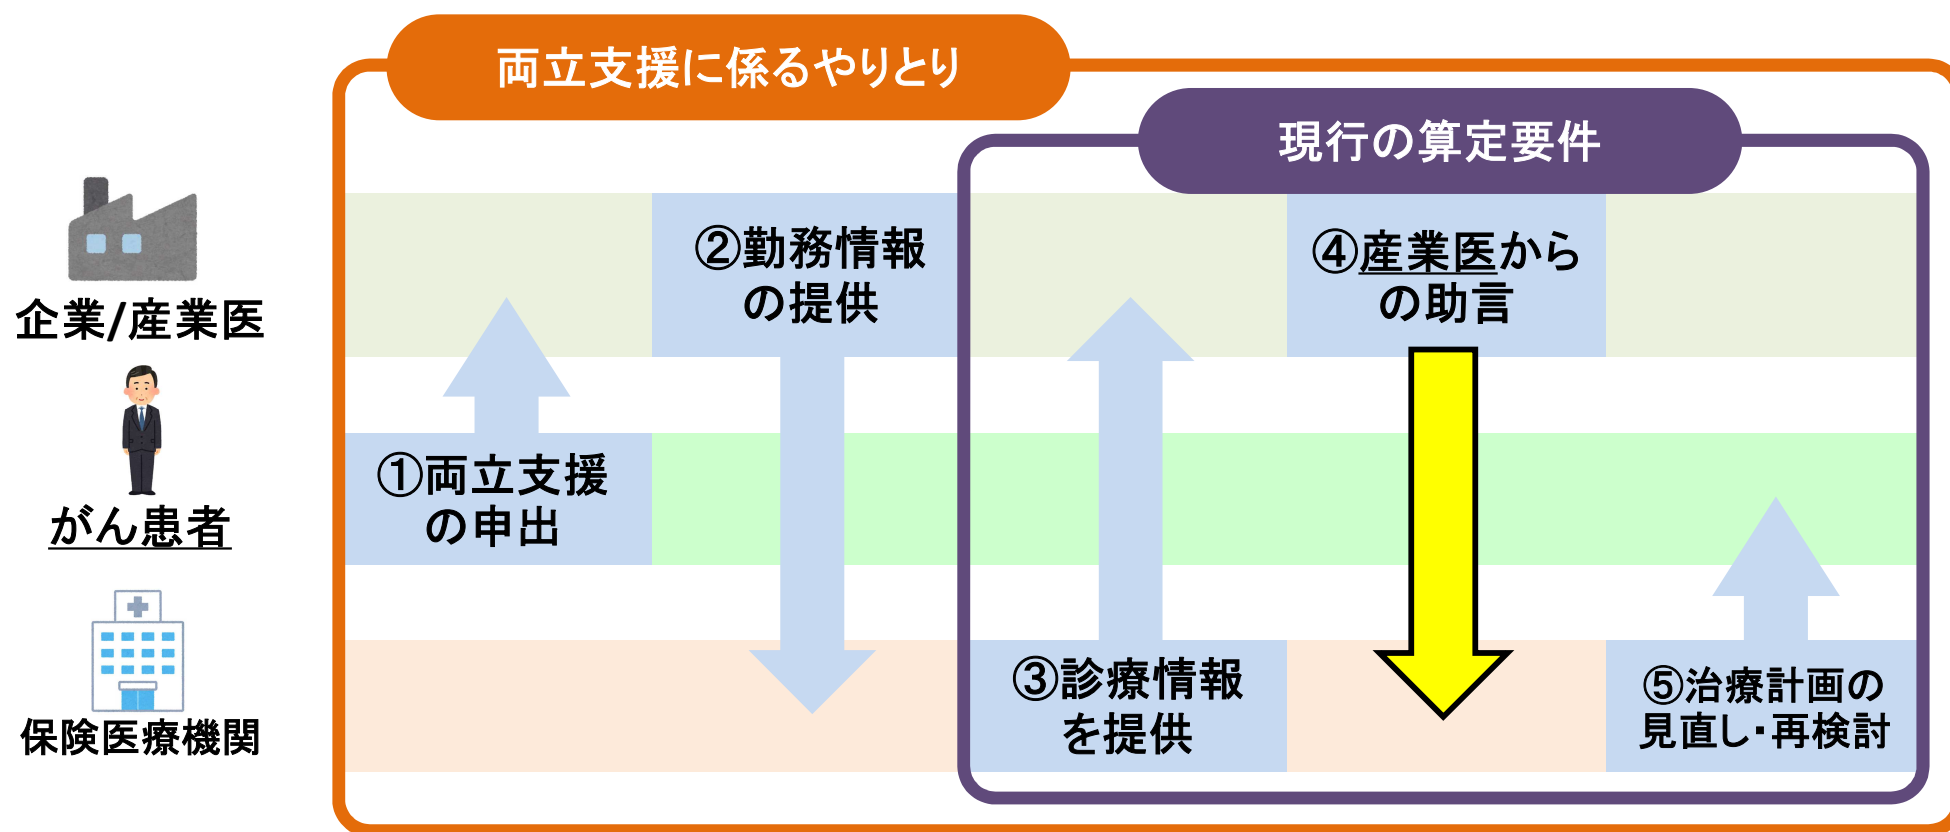 両立支援に係るやりとり
現行の算定要件
企業/産業医
②勤務情報
の提供
④産業医から
の助言
がん患者
①両立支援
の申出
保険医療機関
③診療情報
を提供
⑤治療計画の
見直し・再検討